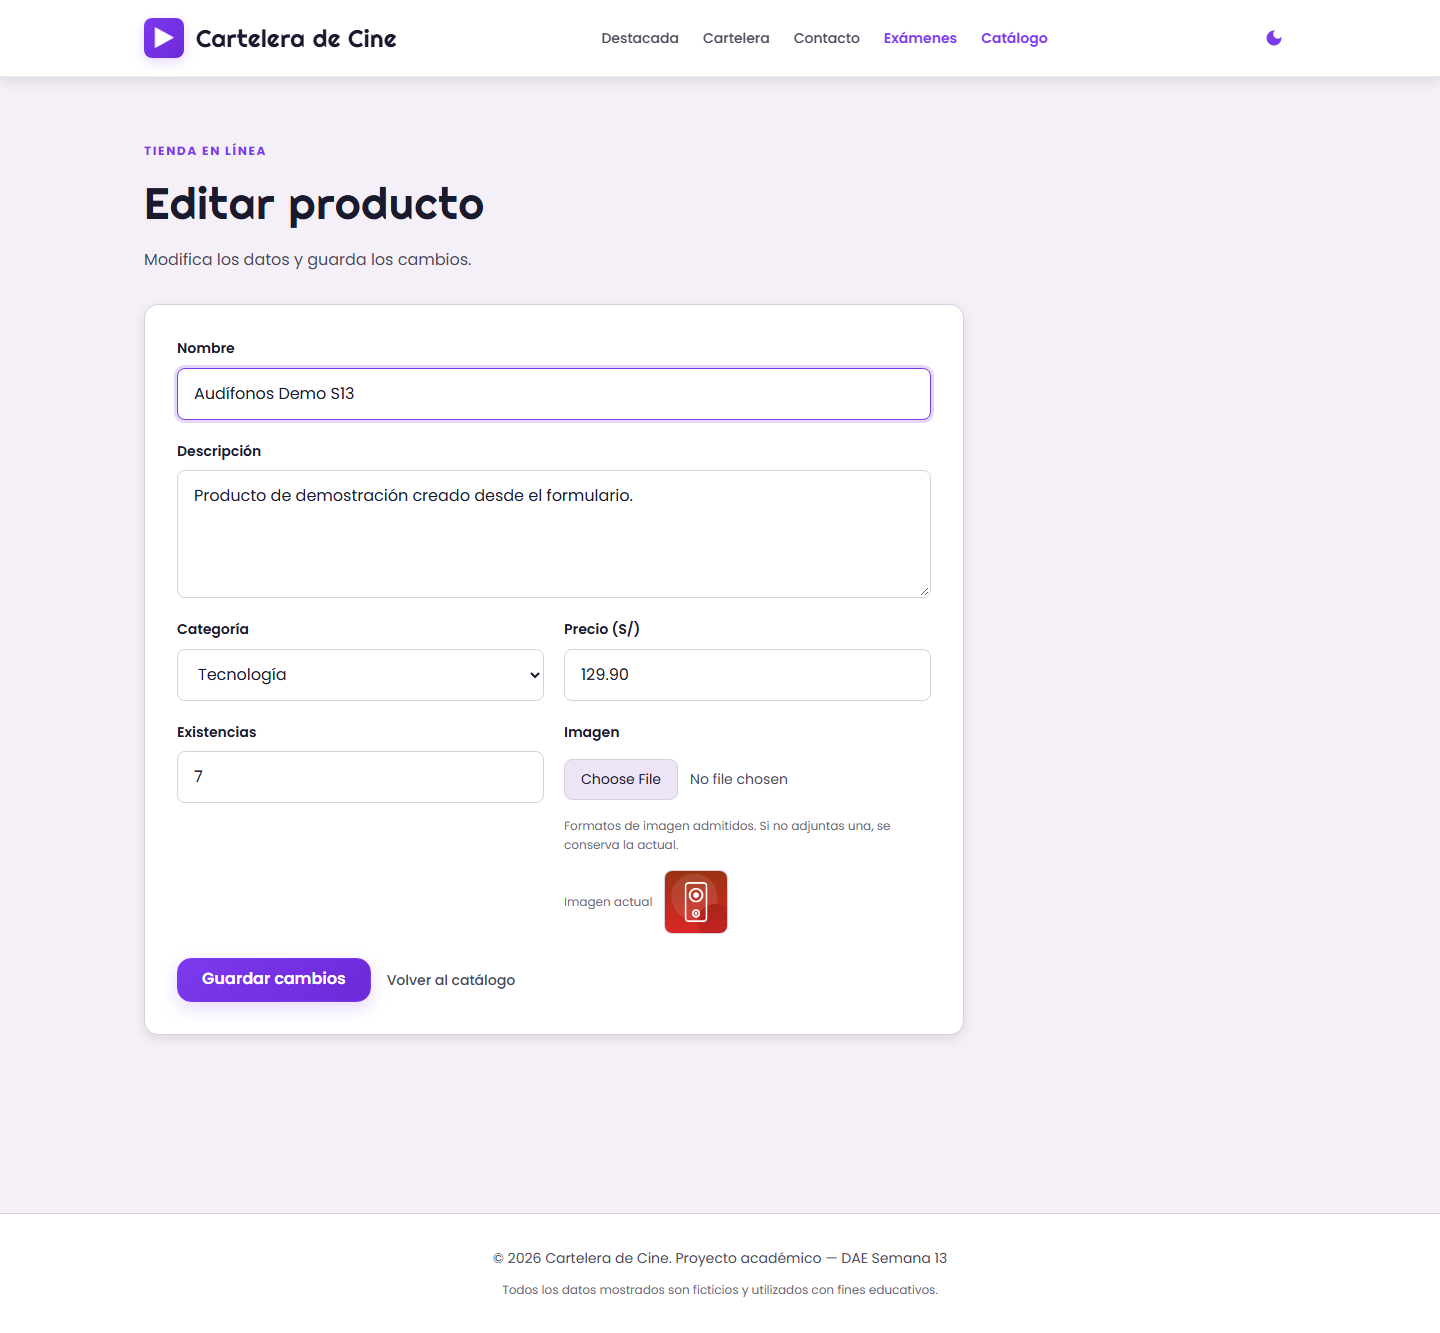 Cartelera de Cine
Destacada
Cartelera
Contacto
Exámenes
Catálogo
TIENDA EN LÍNEA
Editar producto
Modifica los datos y guarda los cambios.
Nombre
Audífonos Demo S13
Descripción
Producto de demostración creado desde el formulario.
Categoría
Tecnología
Precio (S/)
129.90
Existencias
7
Imagen
Choose File
No file chosen
Formatos de imagen admitidos. Si no adjuntas una, se
conserva la actual.
Imagen actual
Guardar cambios
Volver al catálogo
© 2026 Cartelera de Cine. Proyecto académico — DAE Semana 13
Todos los datos mostrados son ficticios y utilizados con fines educativos.